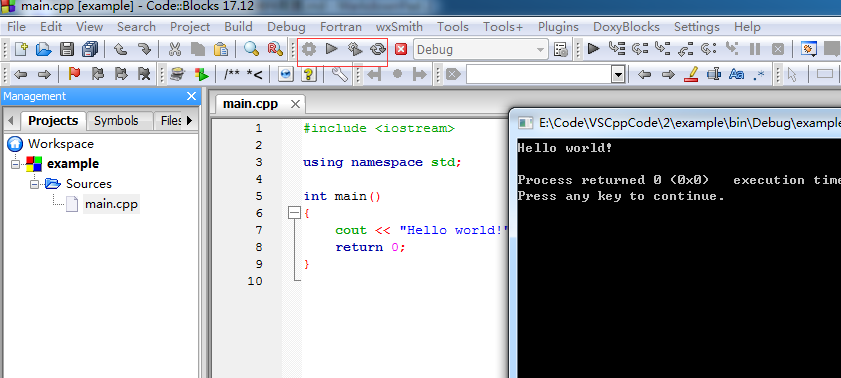 main.cpp [example] - Code::Blocks 17.12
File Edit View Search Project Build Debug Fortran wxSmith Tools Tools+ Plugins DoxyBlocks Settings H
Debug
/** *<
Aa .*
Management
Projects Symbols Files
Workspace
example
Sources
main.cpp
main.cpp
1 #include <iostream>
2
3 using namespace std;
4
5 int main()
6 {
7 cout << "Hello world!"
8 return 0;
9 }
10
E:\Code\VSCppCode\2\example\bin\Debug\example
Hello world!
Process returned 0 (0x0) execution time
Press any key to continue.